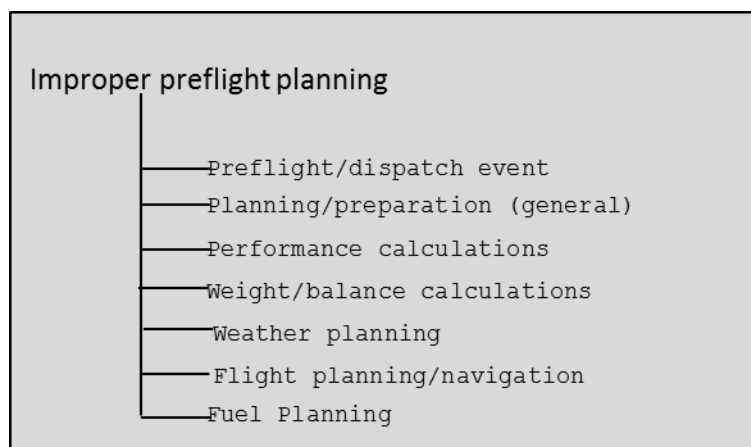 Improper preflight planning
Preflight/dispatch event
Planning/preparation (general)
Performance calculations
Weight/balance calculations
Weather planning
Flight planning/navigation
Fuel Planning